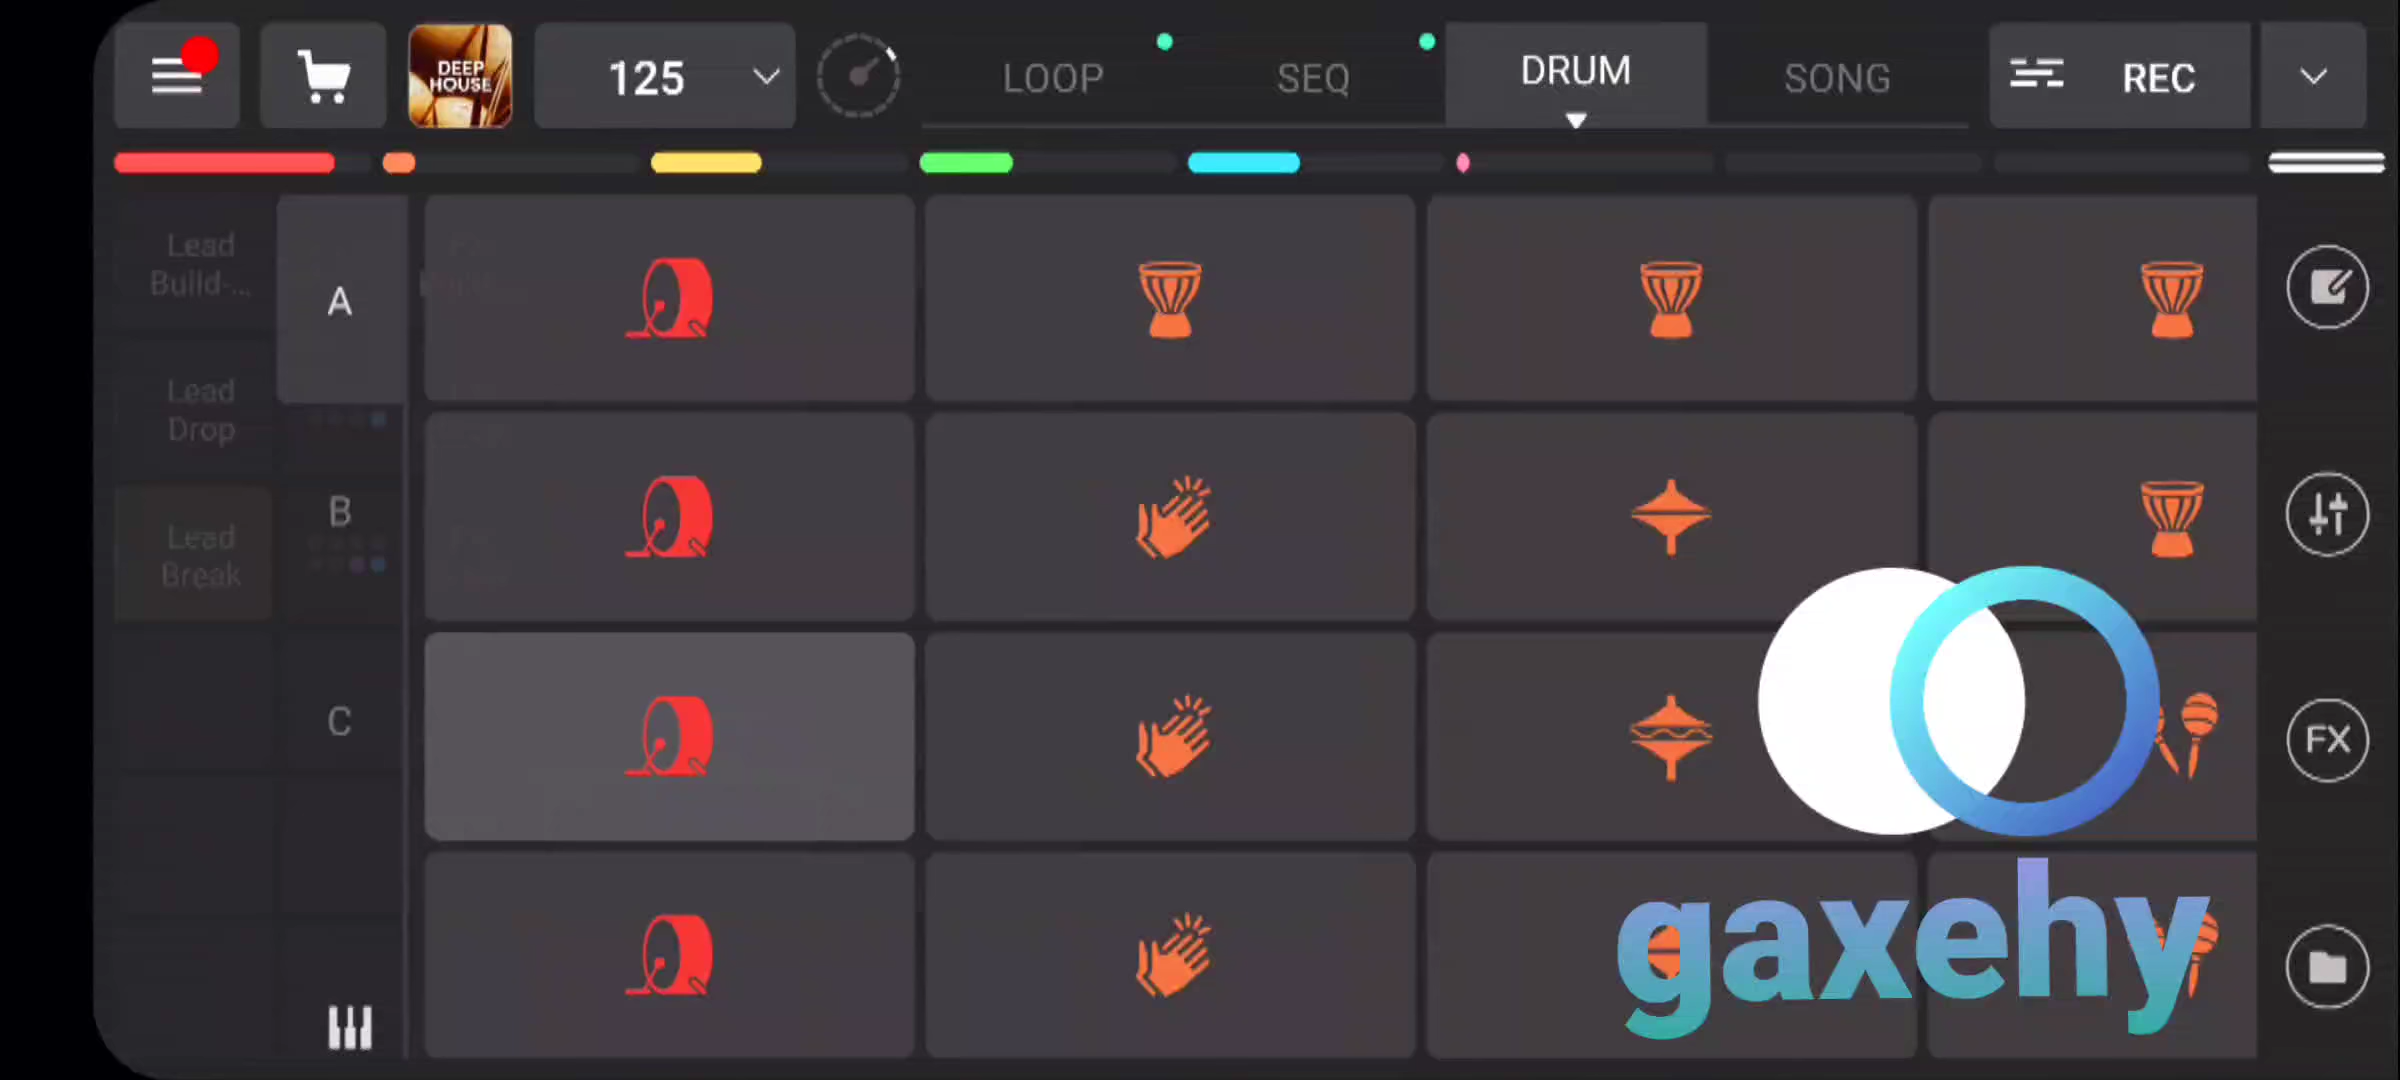 DEEP
HOUSE
125
LOOP
SEQ
DRUM
SONG
REC
Lead
Build-...
A
Lead
Drop
B
Lead
Break
C
FX
gaxehy